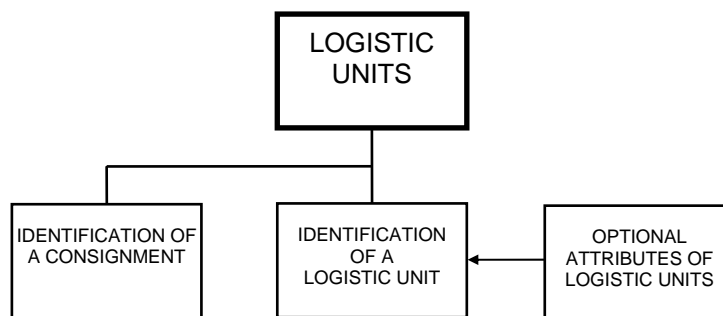 LOGISTIC
UNITS
IDENTIFICATION OF
A CONSIGNMENT
IDENTIFICATION
OF A
LOGISTIC UNIT
OPTIONAL
ATTRIBUTES OF
LOGISTIC UNITS